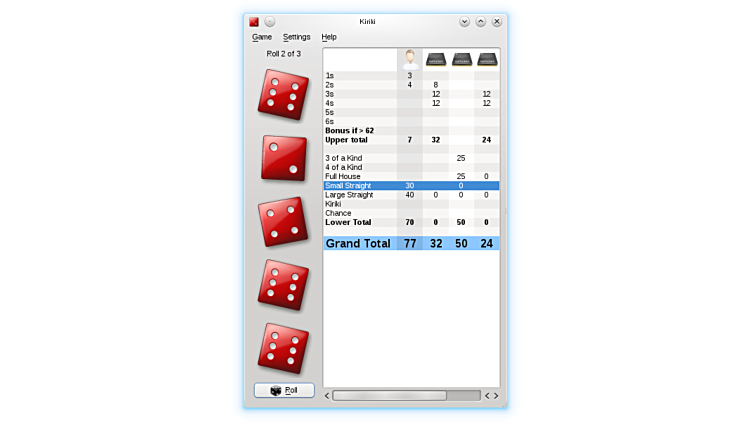 Kiriki
Game Settings Help
Roll 2 of 3
1s 3
2s 4 8
3s 12 12
4s 12 12
5s
6s
Bonus if > 62
Upper total 7 32 24
3 of a Kind 25
4 of a Kind
Full House 25 0
Small Straight 30 0
Large Straight 40 0 0 0
Kiriki
Chance
Lower Total 70 0 50 0
Grand Total 77 32 50 24
Roll